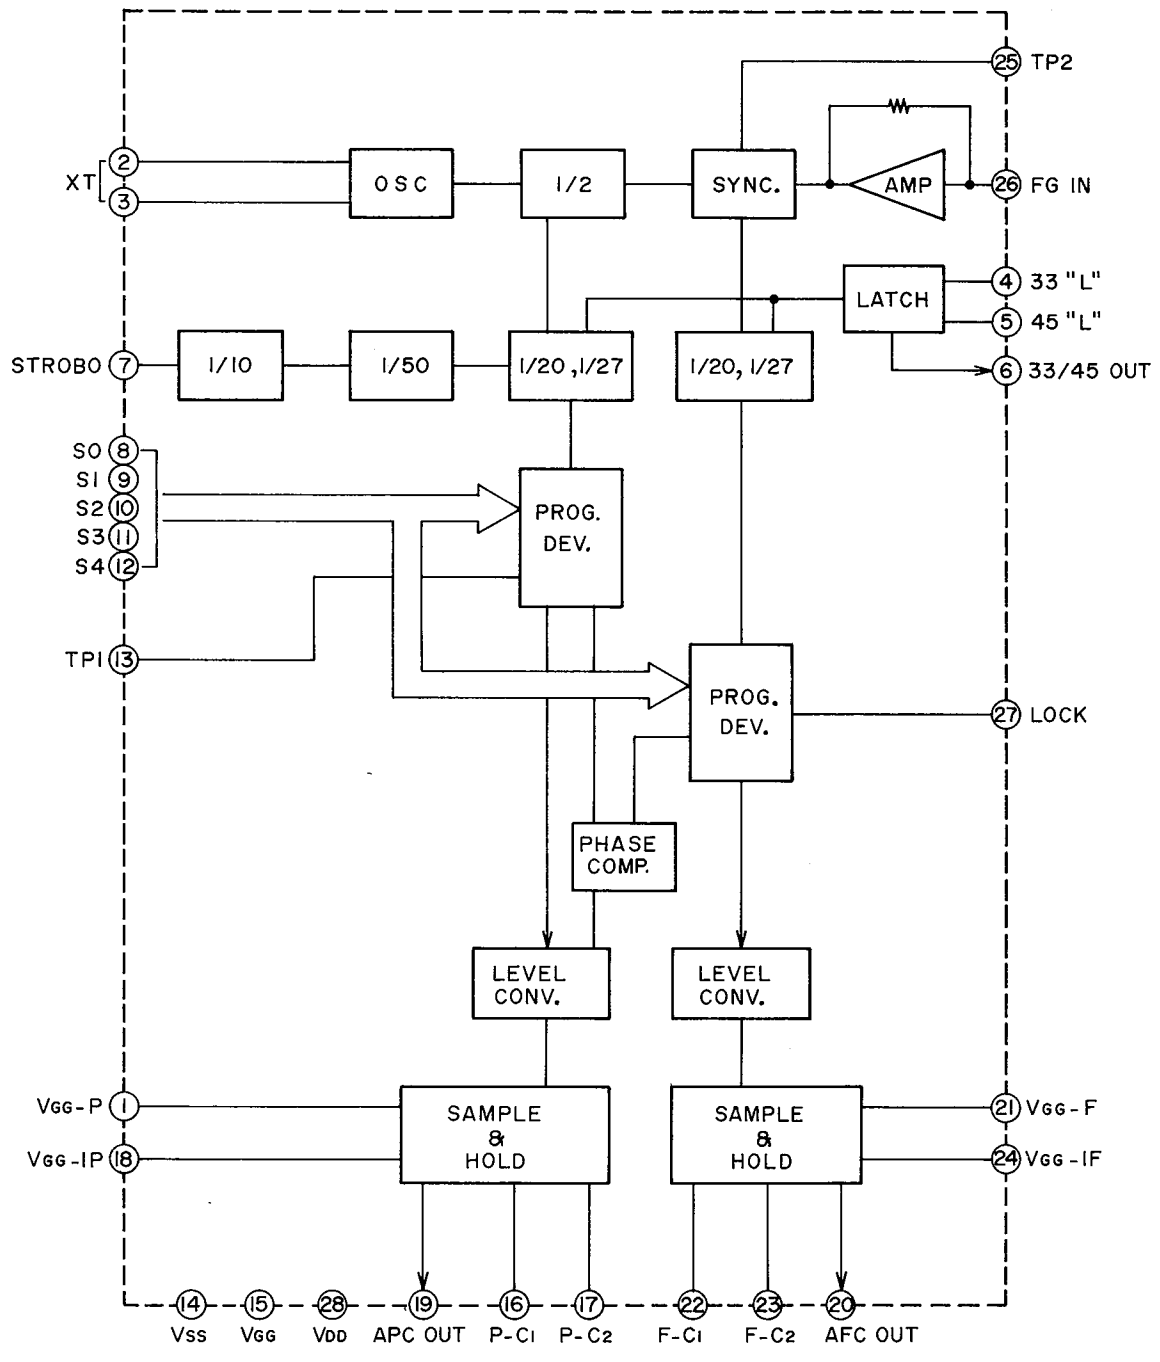 25 TP2
XT
2
3
OSC
1/2
SYNC.
AMP
26 FG IN
LATCH
4 33 "L"
5 45 "L"
6 33/45 OUT
STROBO 7
1/10
1/50
1/20,1/27
1/20,1/27
S0 8
S1 9
S2 10
S3 11
S4 12
PROG.
DEV.
TP1 13
PROG.
DEV.
27 LOCK
PHASE
COMP.
LEVEL
CONV.
LEVEL
CONV.
VGG-P 1
VGG-IP 18
SAMPLE
&
HOLD
SAMPLE
&
HOLD
21 VGG-F
24 VGG-IF
14 15 28 19 16 17 22 23 20
VSS VGG VDD APC OUT P-C1 P-C2 F-C1 F-C2 AFC OUT